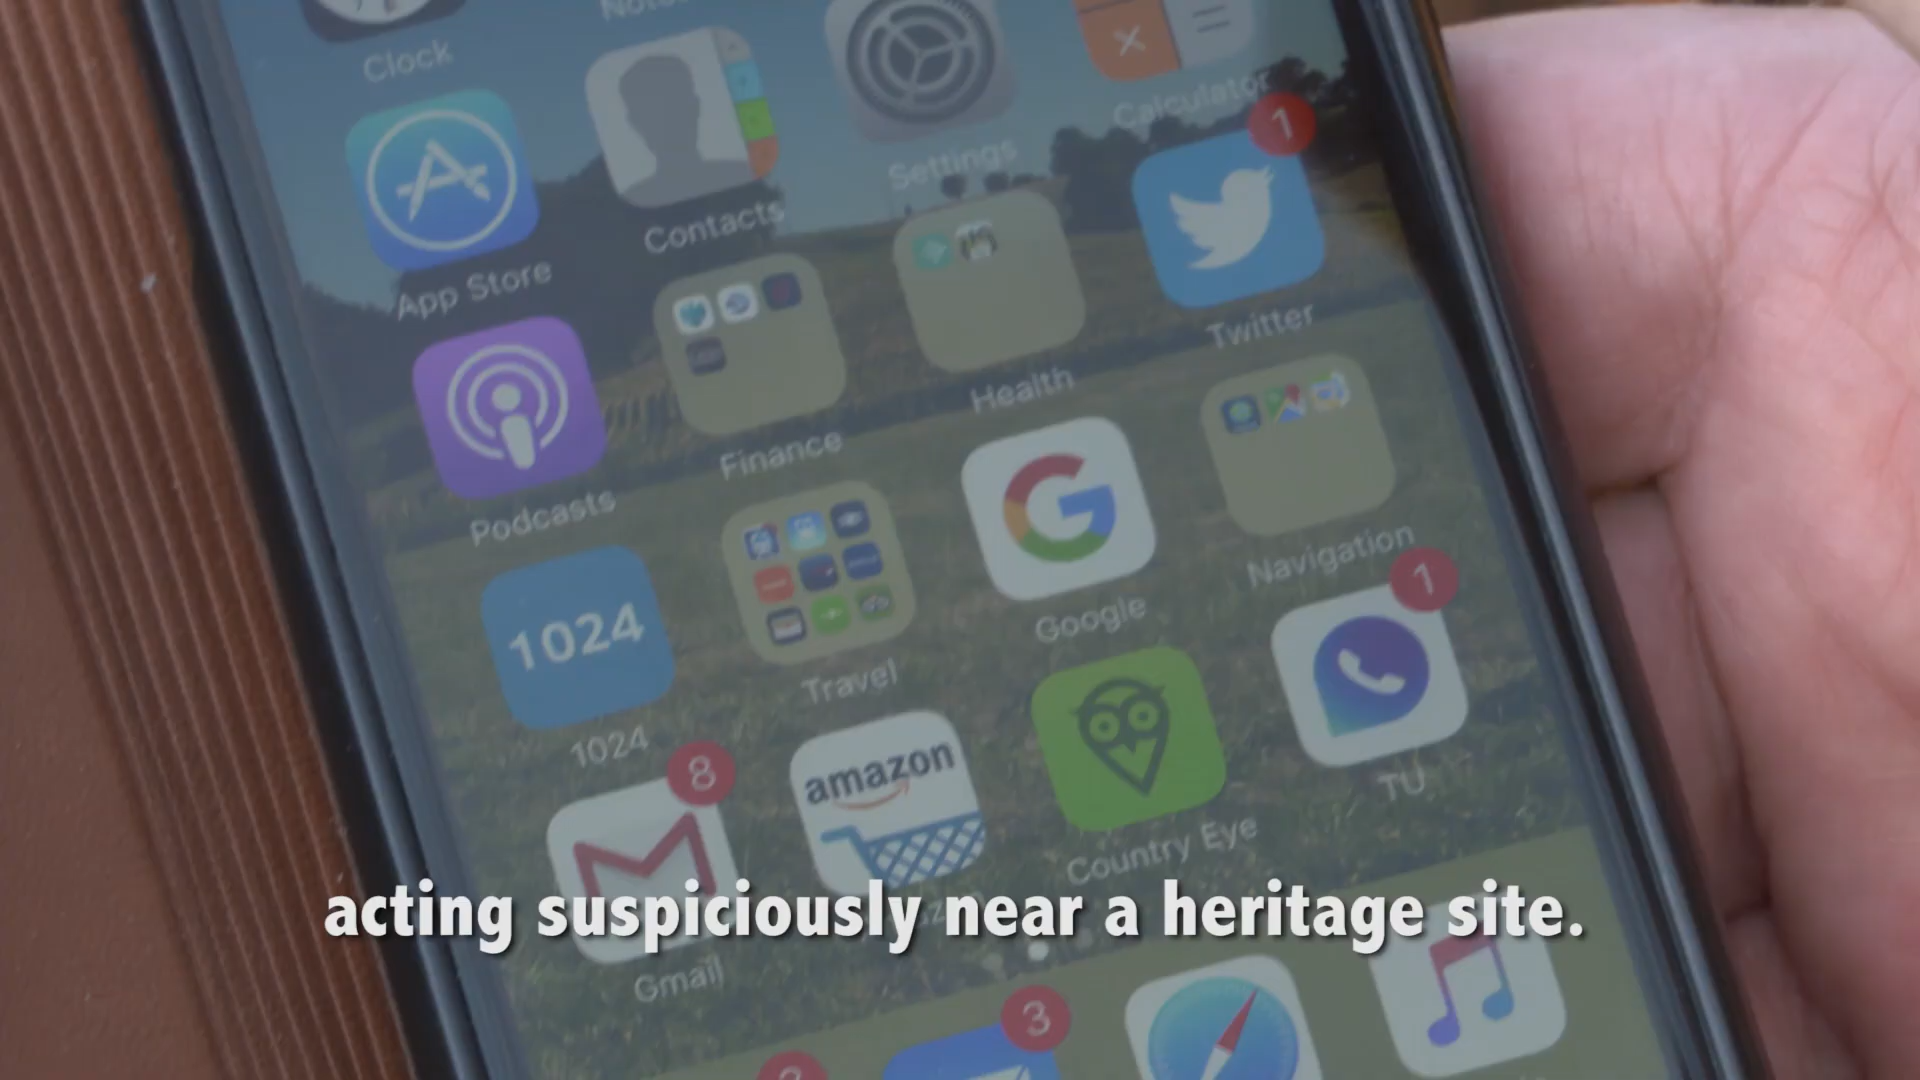 Clock
App Store
Contacts
Settings
Calculator
1
Podcasts
Finance
Health
Twitter
1024
1024
Travel
Google
Navigation
1
8
Gmail
amazon
Country Eye
TU
acting suspiciously near a heritage site.
3